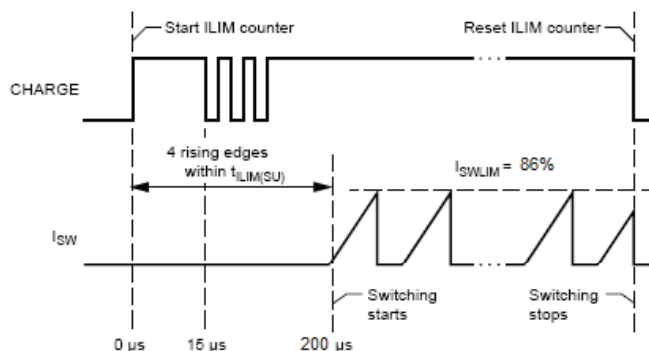 Start ILIM counter
Reset ILIM counter
CHARGE
4 rising edges
within tILIM(SU)
ISWLIM = 86%
ISW
Switching
starts
Switching
stops
0 µs
15 µs
200 µs